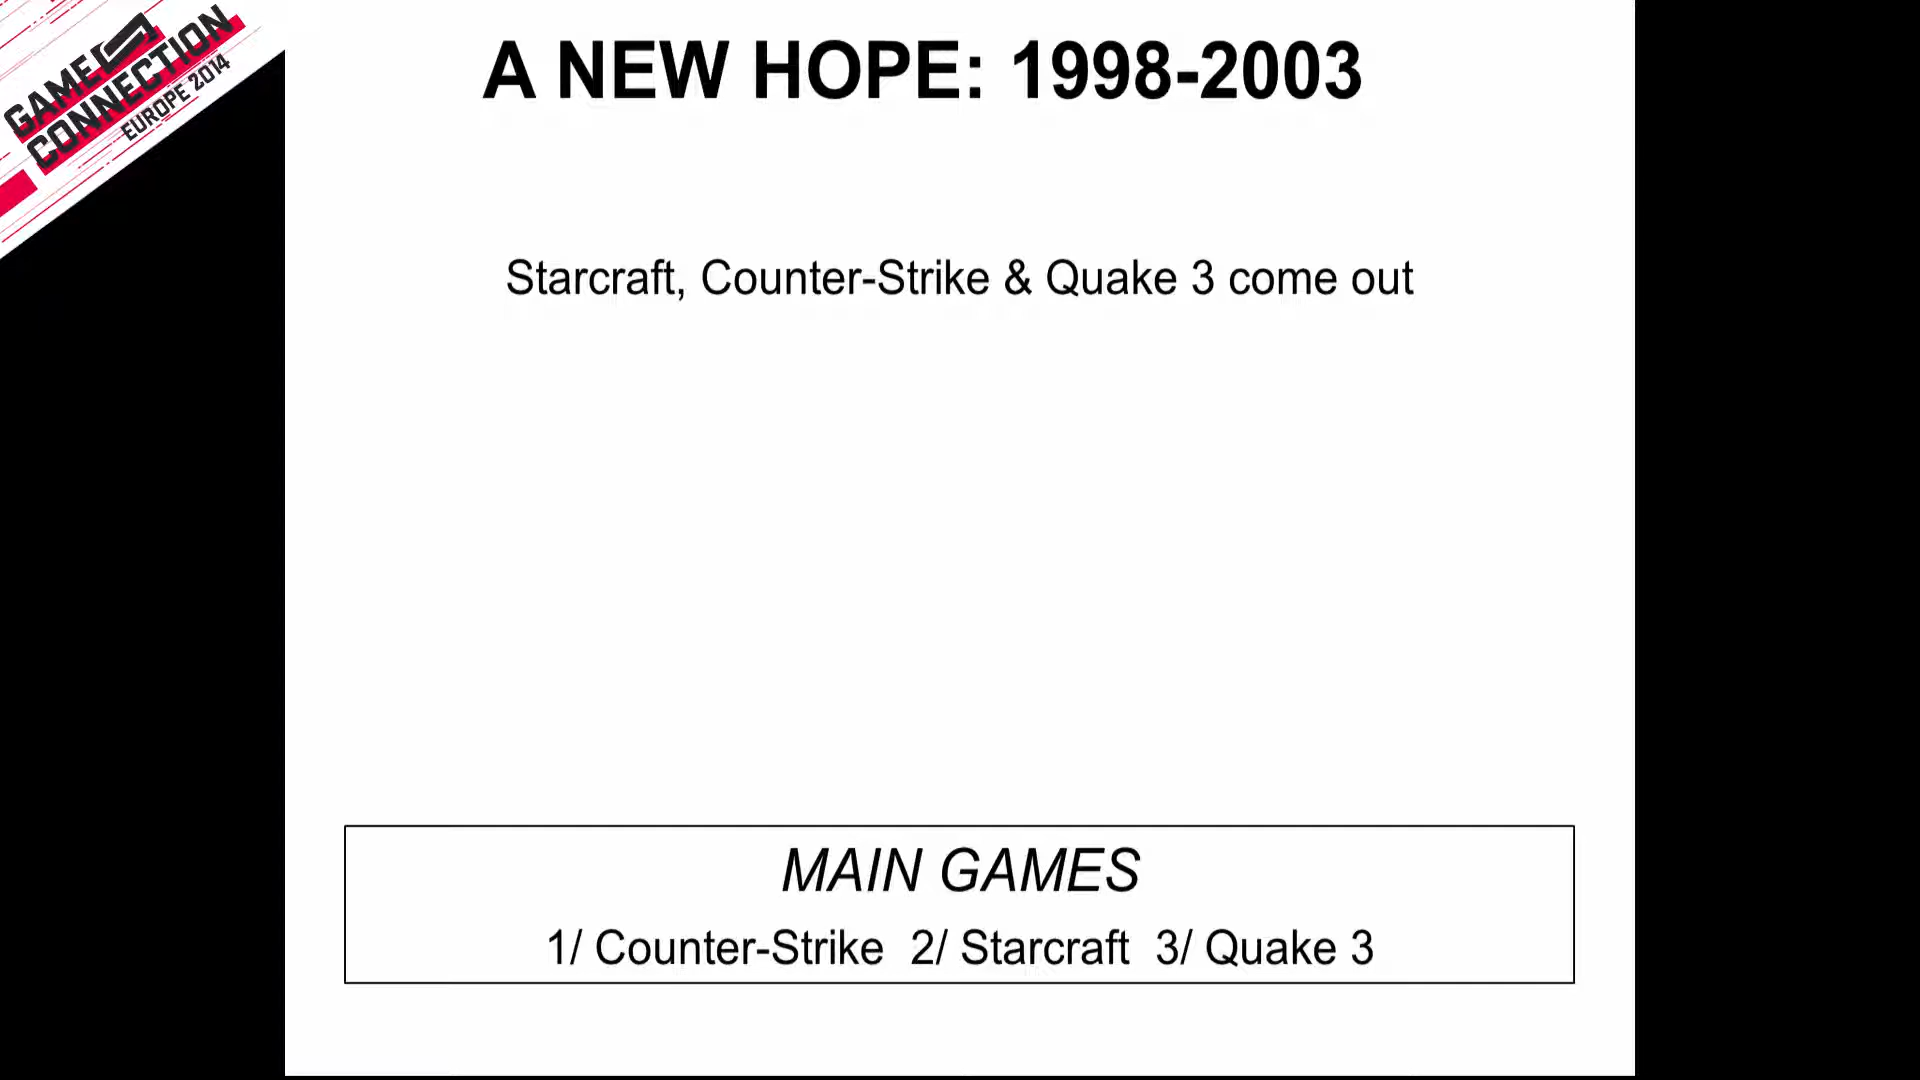 GAME
CONNECTION
EUROPE 2014
A NEW HOPE: 1998-2003
Starcraft, Counter-Strike & Quake 3 come out
MAIN GAMES
1/ Counter-Strike  2/ Starcraft  3/ Quake 3